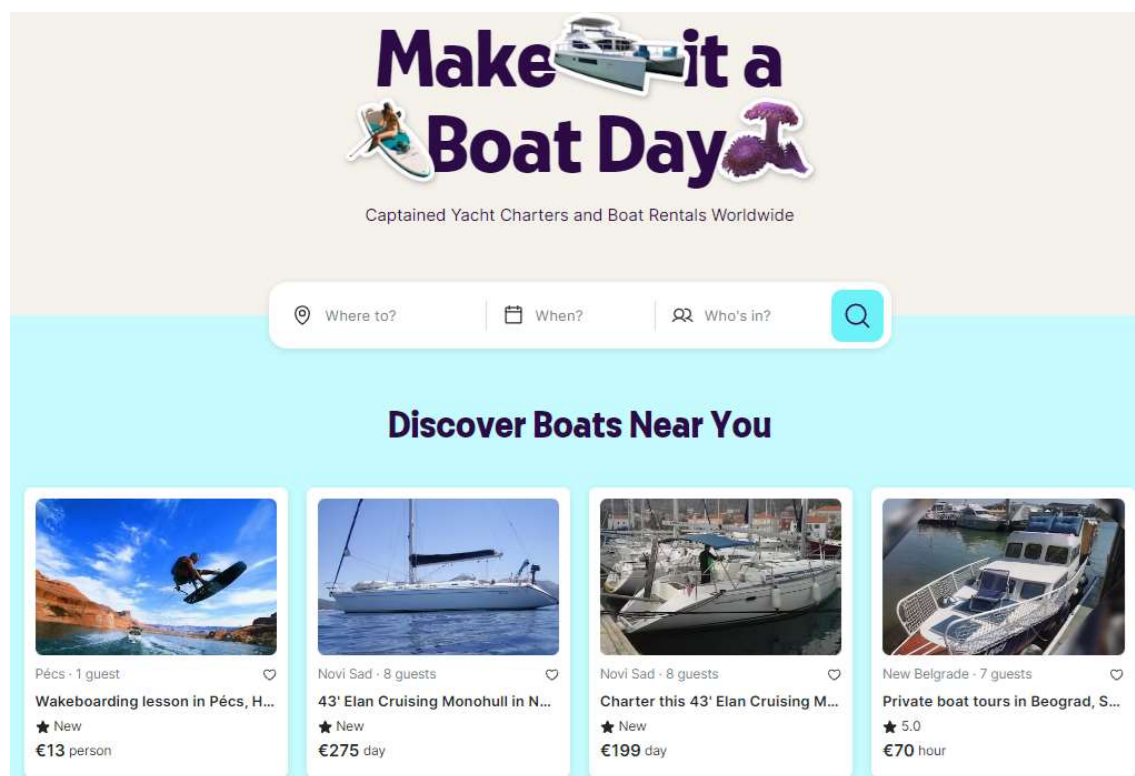 Make it a
Boat Day
Captained Yacht Charters and Boat Rentals Worldwide
Where to?
When?
Who's in?
Discover Boats Near You
Pécs · 1 guest
Wakeboarding lesson in Pécs, H...
New
€13 person
Novi Sad · 8 guests
43' Elan Cruising Monohull in N...
New
€275 day
Novi Sad · 8 guests
Charter this 43' Elan Cruising M...
New
€199 day
New Belgrade · 7 guests
Private boat tours in Beograd, S...
5.0
€70 hour